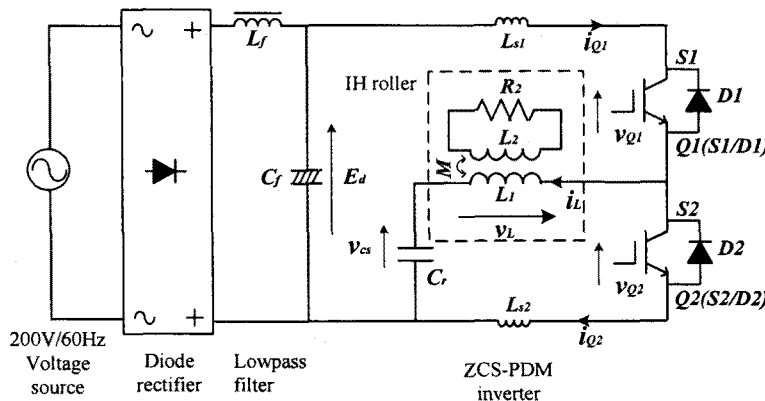 ~ +
L_f
L_s1
i_Q1
S1
IH roller
R_2
D1
v_Q1
L_2
Q1(S1/D1)
M
C_f
E_d
L_1
i_L
S2
v_L
v_cs
D2
C_r
v_Q2
L_s2
Q2(S2/D2)
~ +
i_Q2
200V/60Hz
Voltage
source
Diode
rectifier
Lowpass
filter
ZCS-PDM
inverter